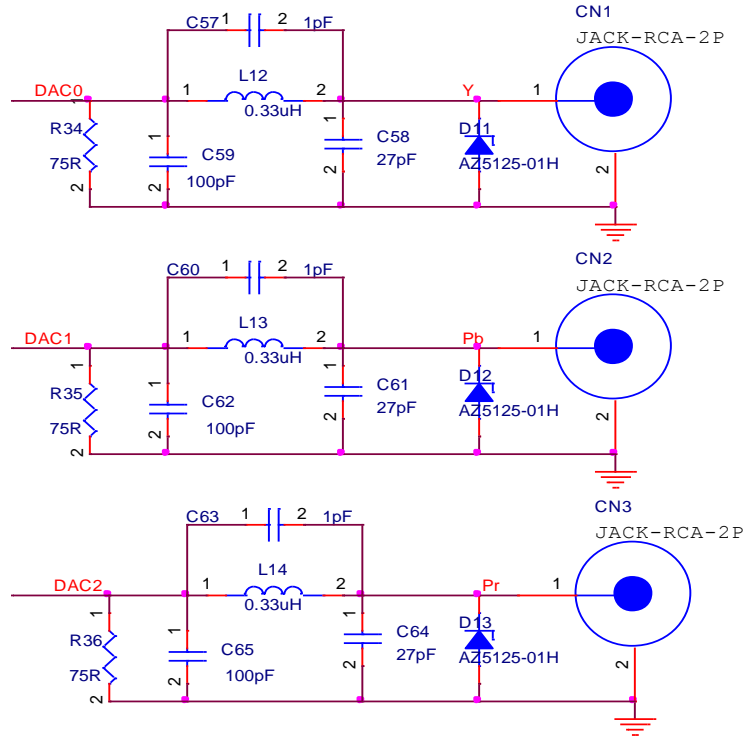 CN1
JACK-RCA-2P
C57 1 2 1pF
DAC0 1 1 L12 2 Y 1
0.33uH
R34 75R 2
1 C59 100pF 2
1 C58 27pF 2
D11
AZ5125-01H
2
CN2
JACK-RCA-2P
C60 1 2 1pF
DAC1 1 1 L13 2 Pb 1
0.33uH
R35 75R 2
1 C62 100pF 2
1 C61 27pF 2
D12
AZ5125-01H
2
CN3
JACK-RCA-2P
C63 1 2 1pF
DAC2 1 1 L14 2 Pr 1
0.33uH
R36 75R 2
1 C65 100pF 2
1 C64 27pF 2
D13
AZ5125-01H
2